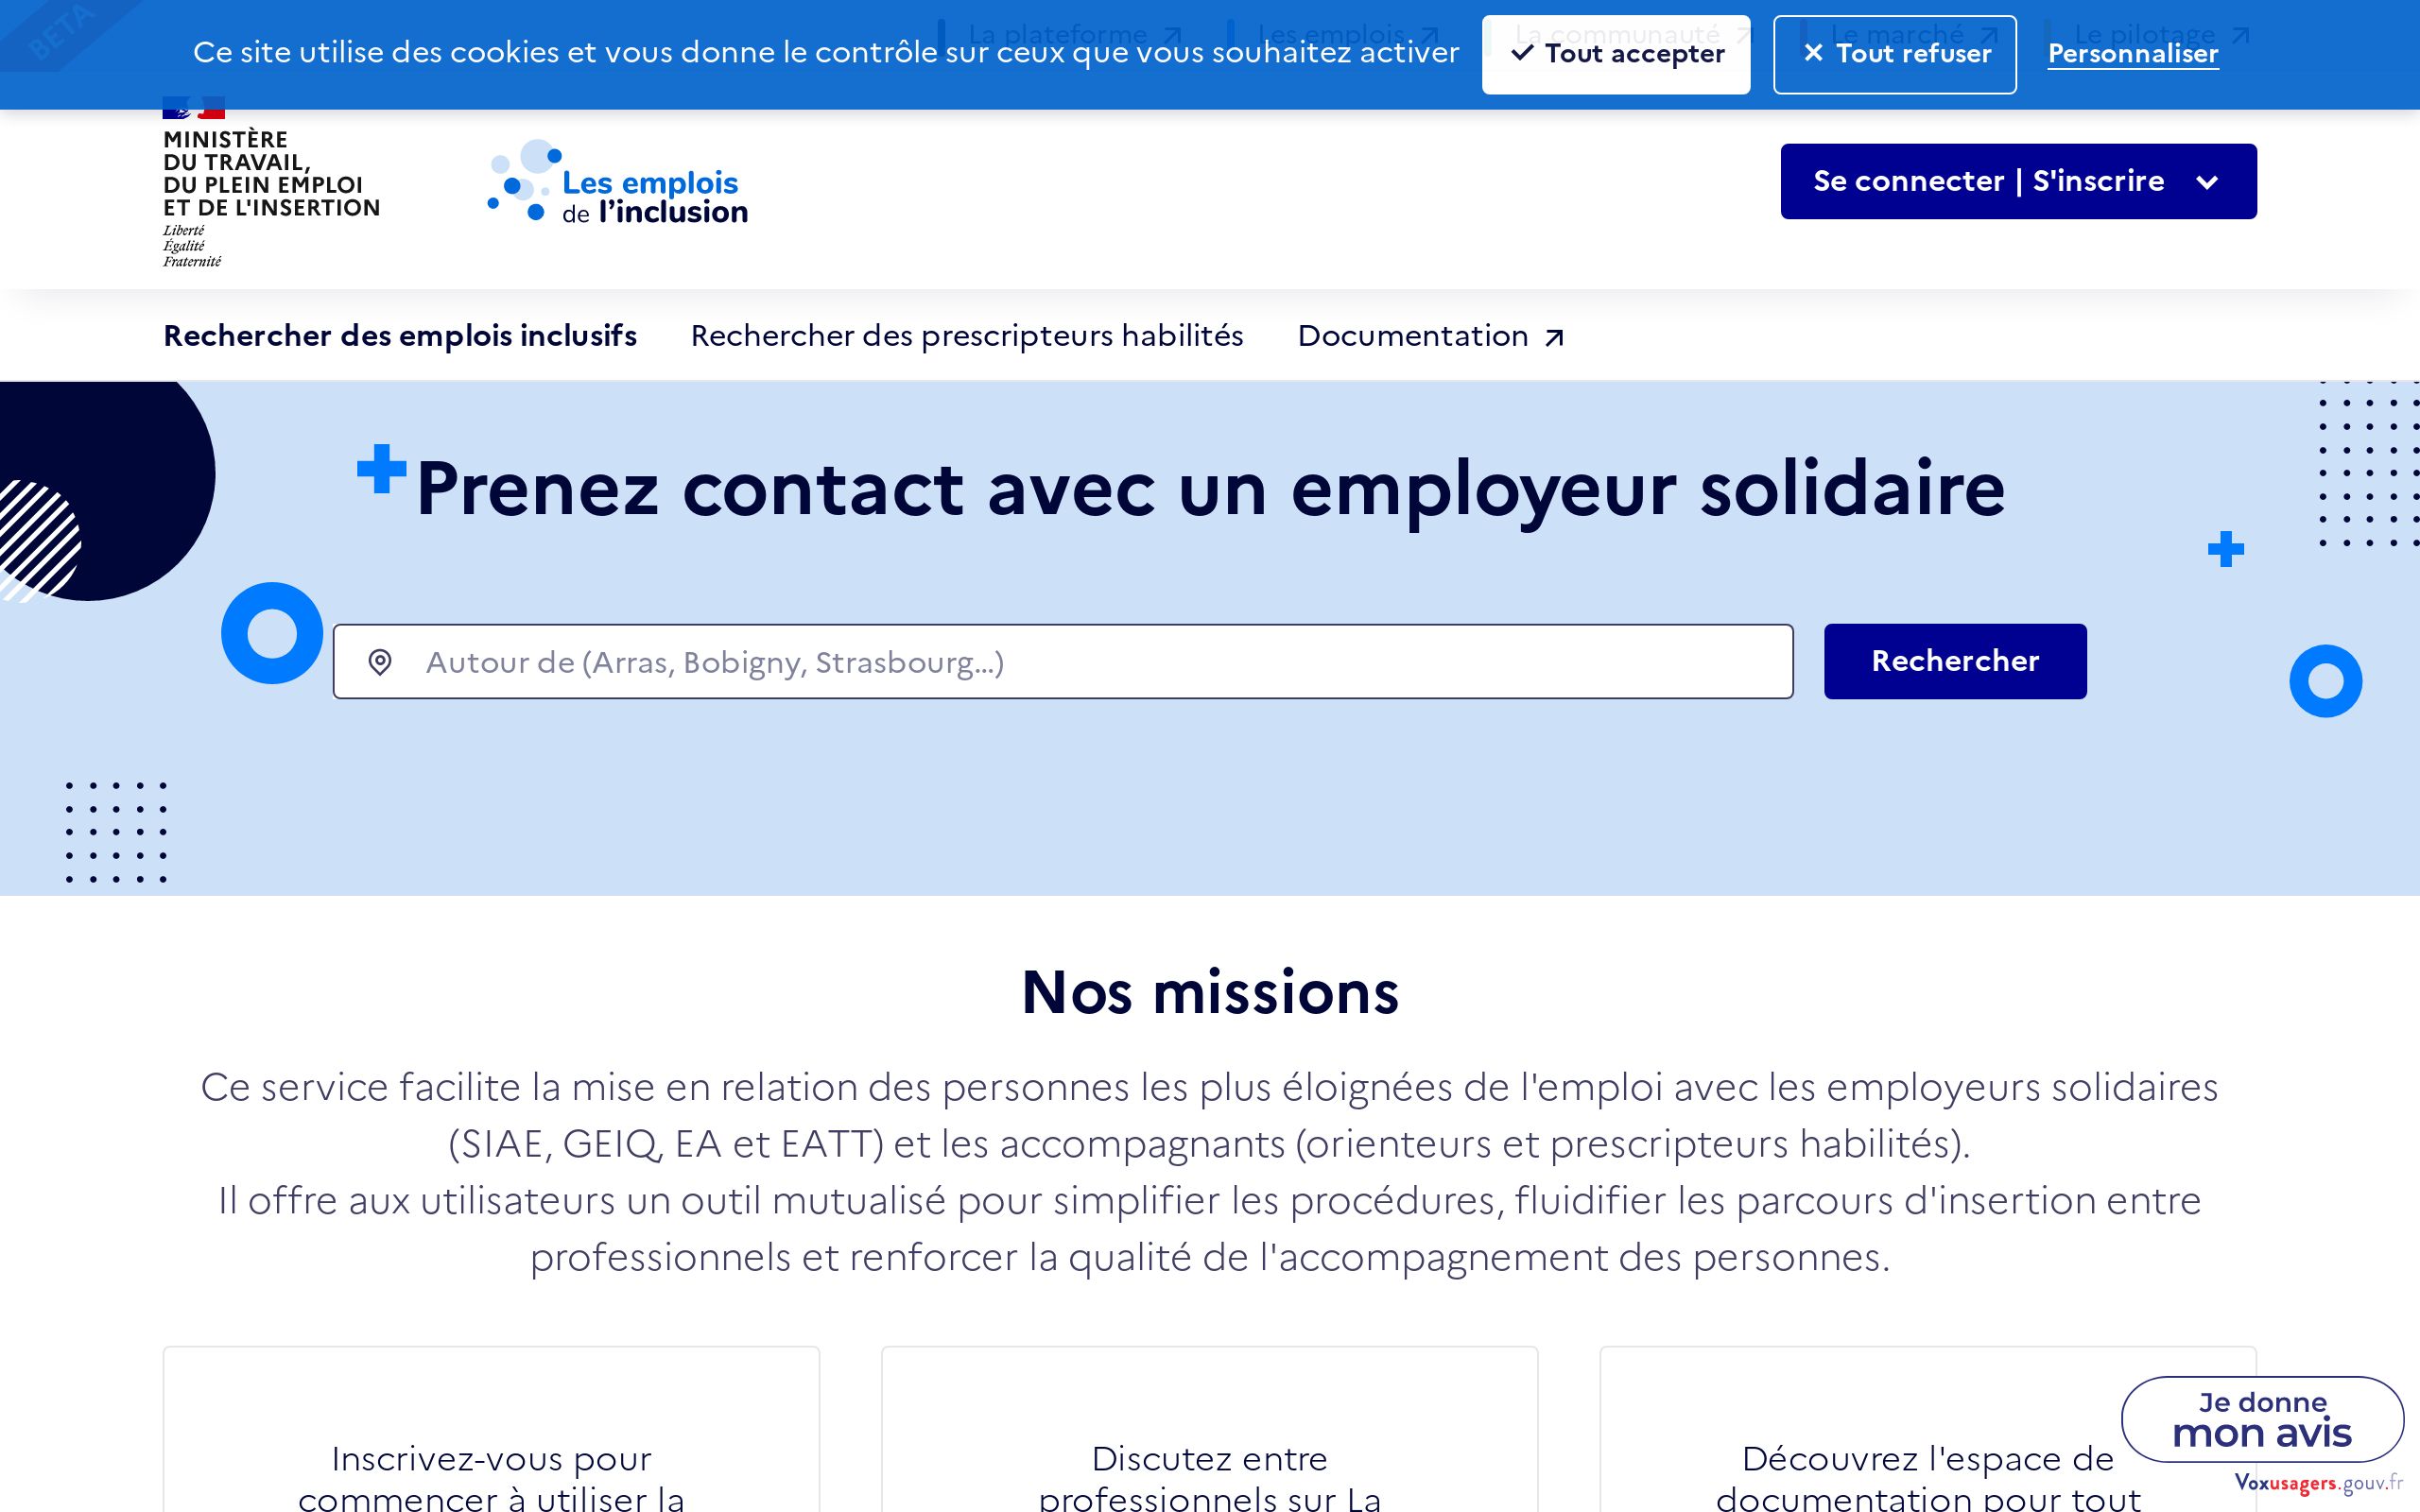 BETA
La plateforme
Les emplois
La communauté
Le marché
Le pilotage
Ce site utilise des cookies et vous donne le contrôle sur ceux que vous souhaitez activer
Tout accepter
Tout refuser
Personnaliser
MINISTÈRE
DU TRAVAIL,
DU PLEIN EMPLOI
ET DE L'INSERTION
Liberté
Égalité
Fraternité
Les emplois
de l'inclusion
Se connecter | S'inscrire
Rechercher des emplois inclusifs
Rechercher des prescripteurs habilités
Documentation
Prenez contact avec un employeur solidaire
Autour de (Arras, Bobigny, Strasbourg...)
Rechercher
Nos missions
Ce service facilite la mise en relation des personnes les plus éloignées de l'emploi avec les employeurs solidaires
(SIAE, GEIQ, EA et EATT) et les accompagnants (orienteurs et prescripteurs habilités).
Il offre aux utilisateurs un outil mutualisé pour simplifier les procédures, fluidifier les parcours d'insertion entre
professionnels et renforcer la qualité de l'accompagnement des personnes.
Inscrivez-vous pour
commencer à utiliser la
Discutez entre
professionnels sur La
Découvrez l'espace de
documentation pour tout
Je donne
mon avis
Voxusagers.gouv.fr